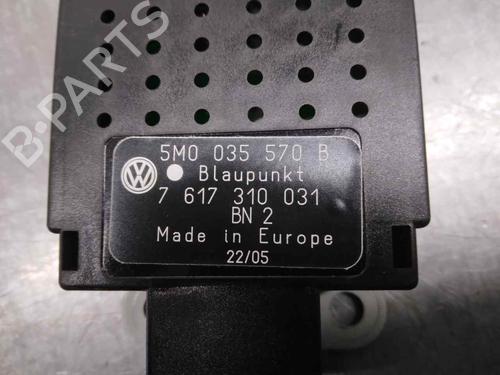 B-PARTS
5M0 035 570 B
Blaupunkt
7 617 310 031
BN 2
Made in Europe
22/05